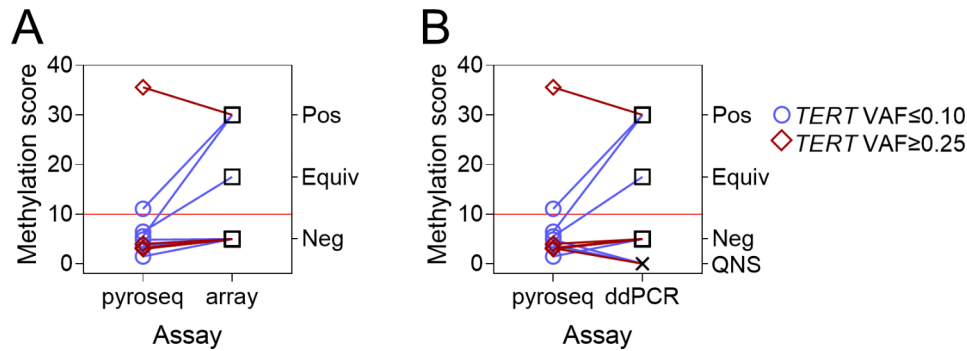 A
Methylation score
40
30
20
10
0
Pos
Equiv
Neg
pyroseq array
Assay
B
Methylation score
40
30
20
10
0
Pos
Equiv
Neg
QNS
pyroseq ddPCR
Assay
TERT VAF≤0.10
TERT VAF≥0.25